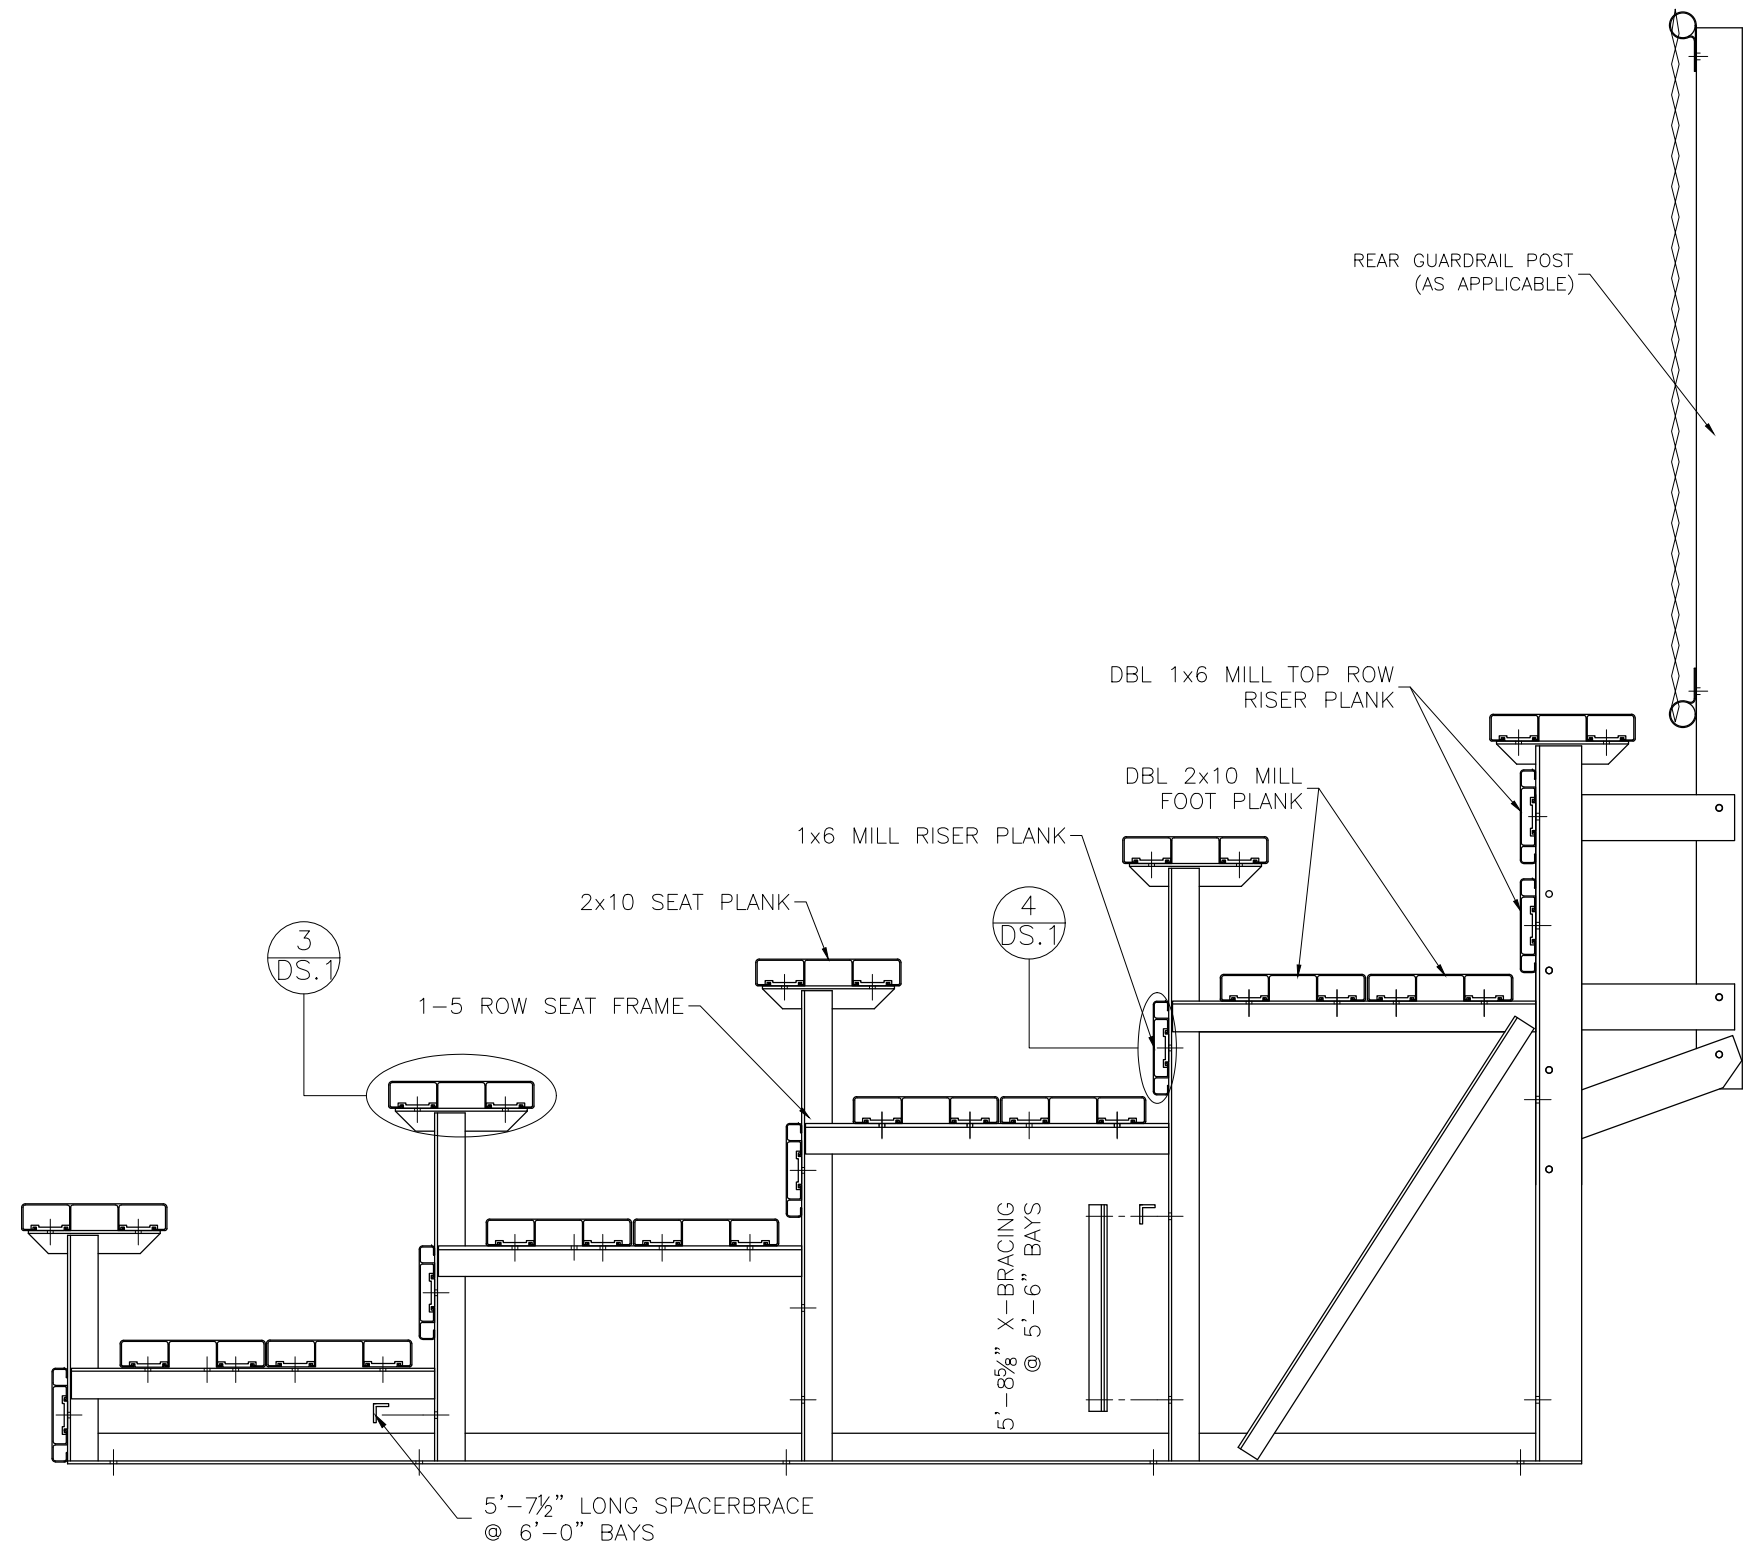 REAR GUARDRAIL POST
(AS APPLICABLE)
DBL 1x6 MILL TOP ROW
RISER PLANK
DBL 2x10 MILL
FOOT PLANK
1x6 MILL RISER PLANK
2x10 SEAT PLANK
4
DS.1
3
DS.1
1-5 ROW SEAT FRAME
5'-8⅝" X-BRACING
@ 5'-6" BAYS
5'-7½" LONG SPACERBRACE
@ 6'-0" BAYS